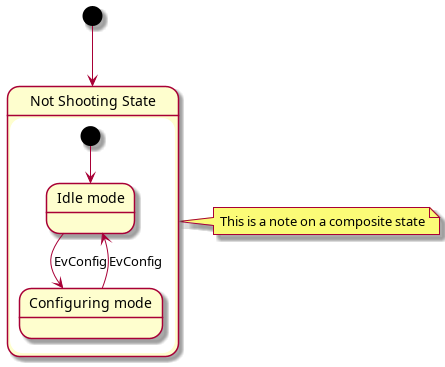 Not Shooting State
Idle mode
This is a note on a composite state
EvConfig
EvConfig
Configuring mode